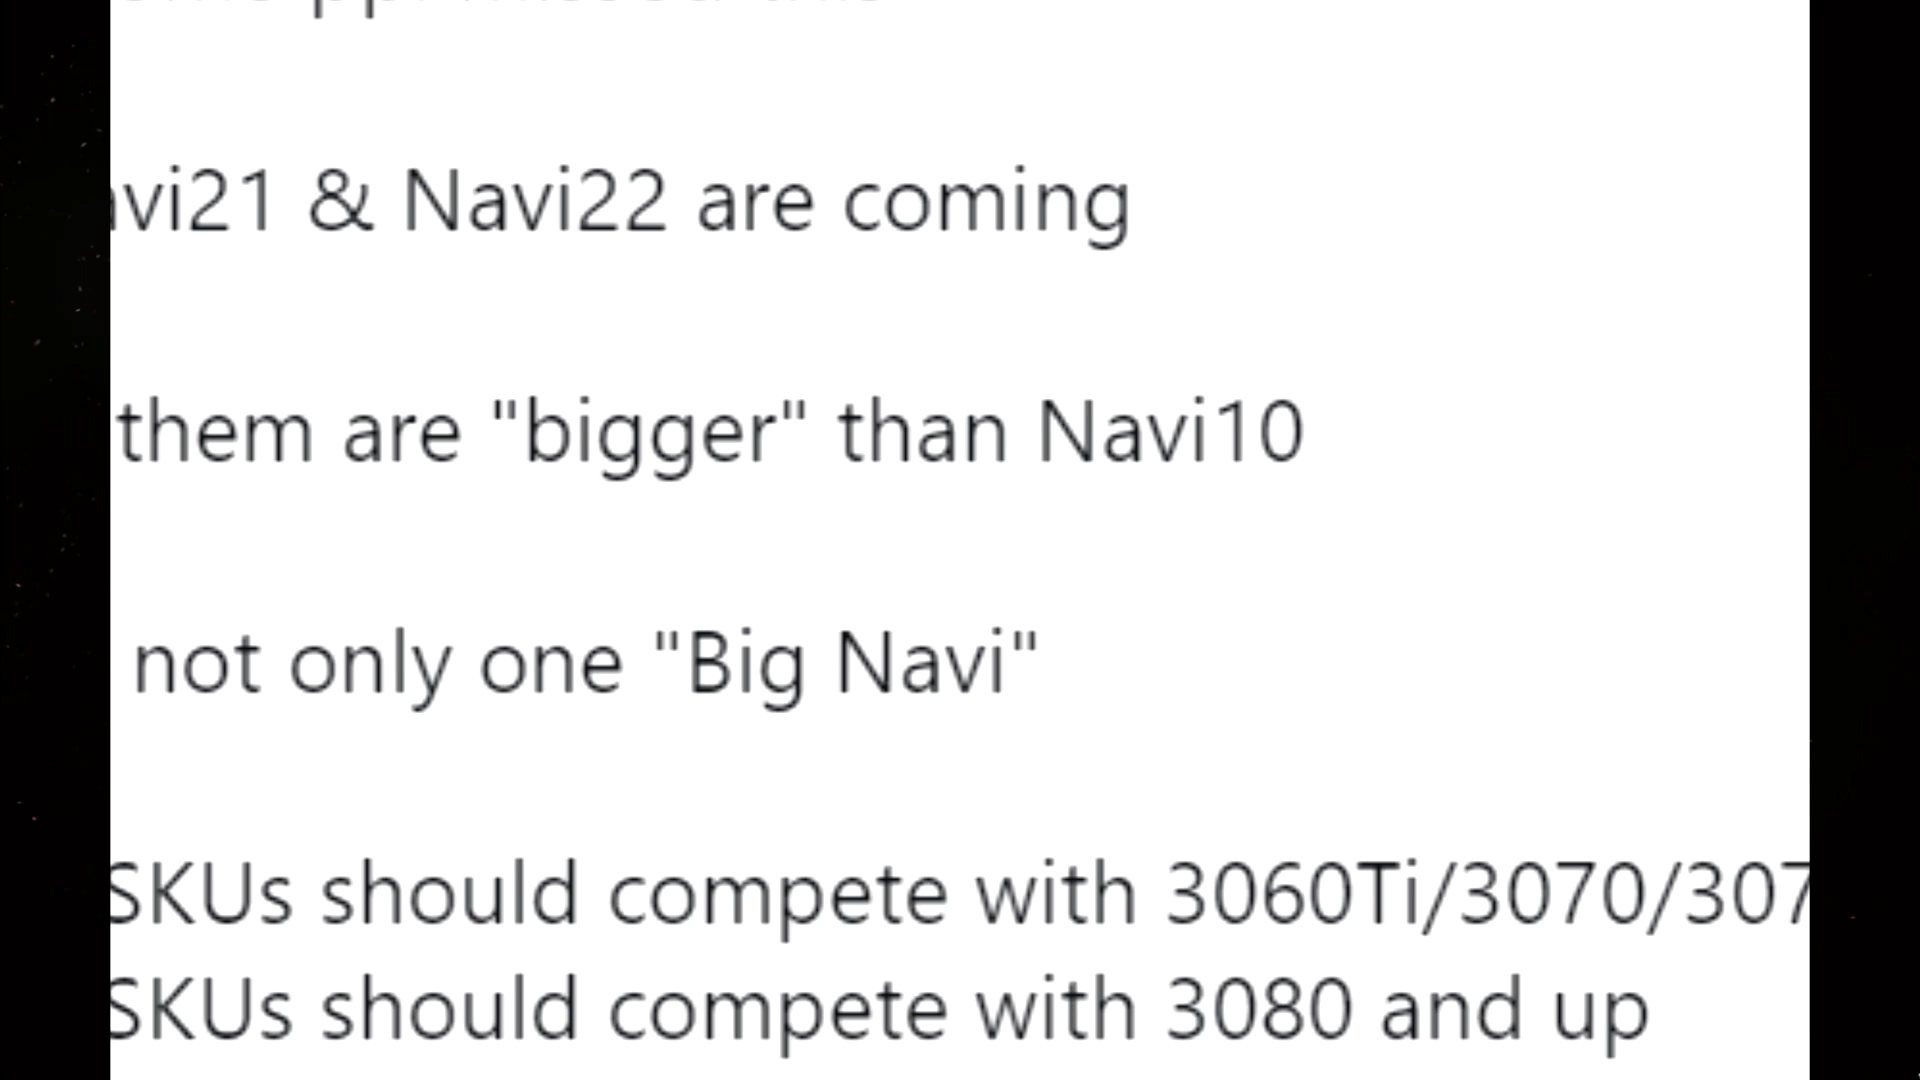 vi21 & Navi22 are coming
them are "bigger" than Navi10
not only one "Big Navi"
SKUs should compete with 3060Ti/3070/307
SKUs should compete with 3080 and up